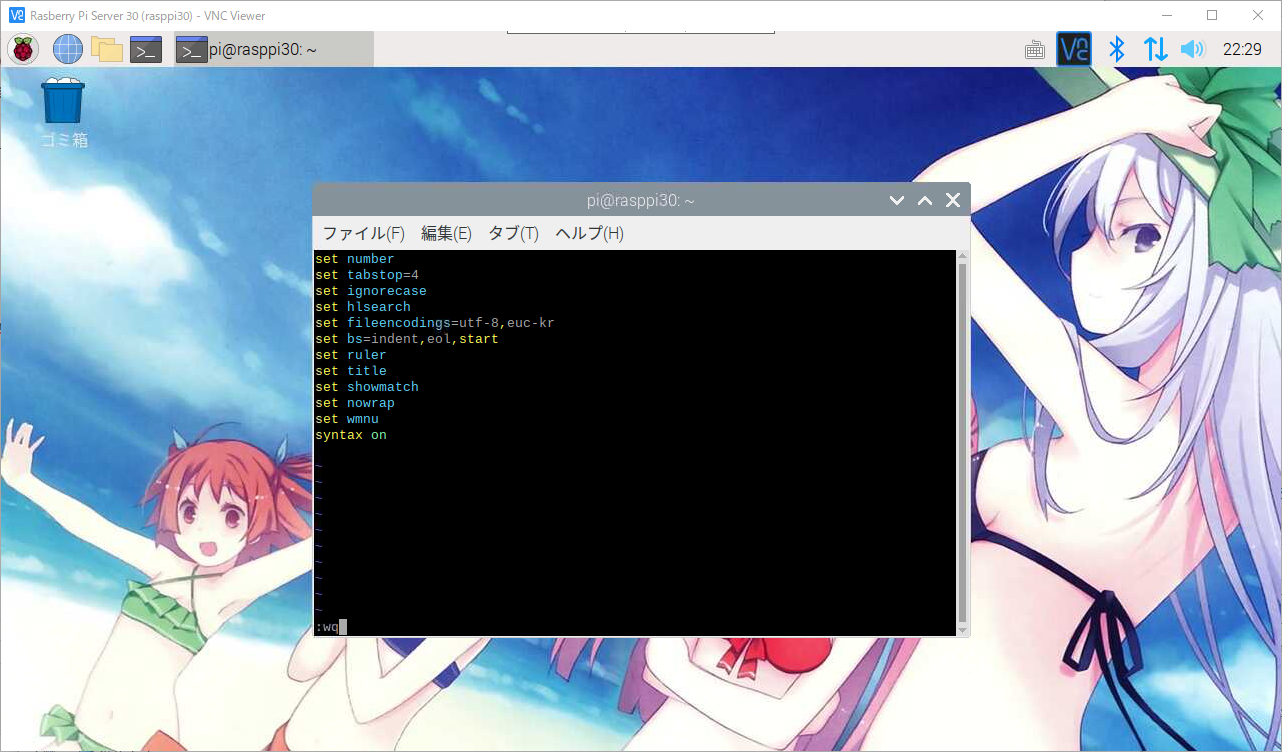 Rasberry Pi Server 30 (rasppi30) - VNC Viewer
pi@rasppi30: ~
22:29
ゴミ箱
pi@rasppi30: ~
ファイル(F) 編集(E) タブ(T) ヘルプ(H)
set number
set tabstop=4
set ignorecase
set hlsearch
set fileencodings=utf-8,euc-kr
set bs=indent,eol,start
set ruler
set title
set showmatch
set nowrap
set wmnu
syntax on
~
~
~
~
~
~
~
~
~
~
:wq